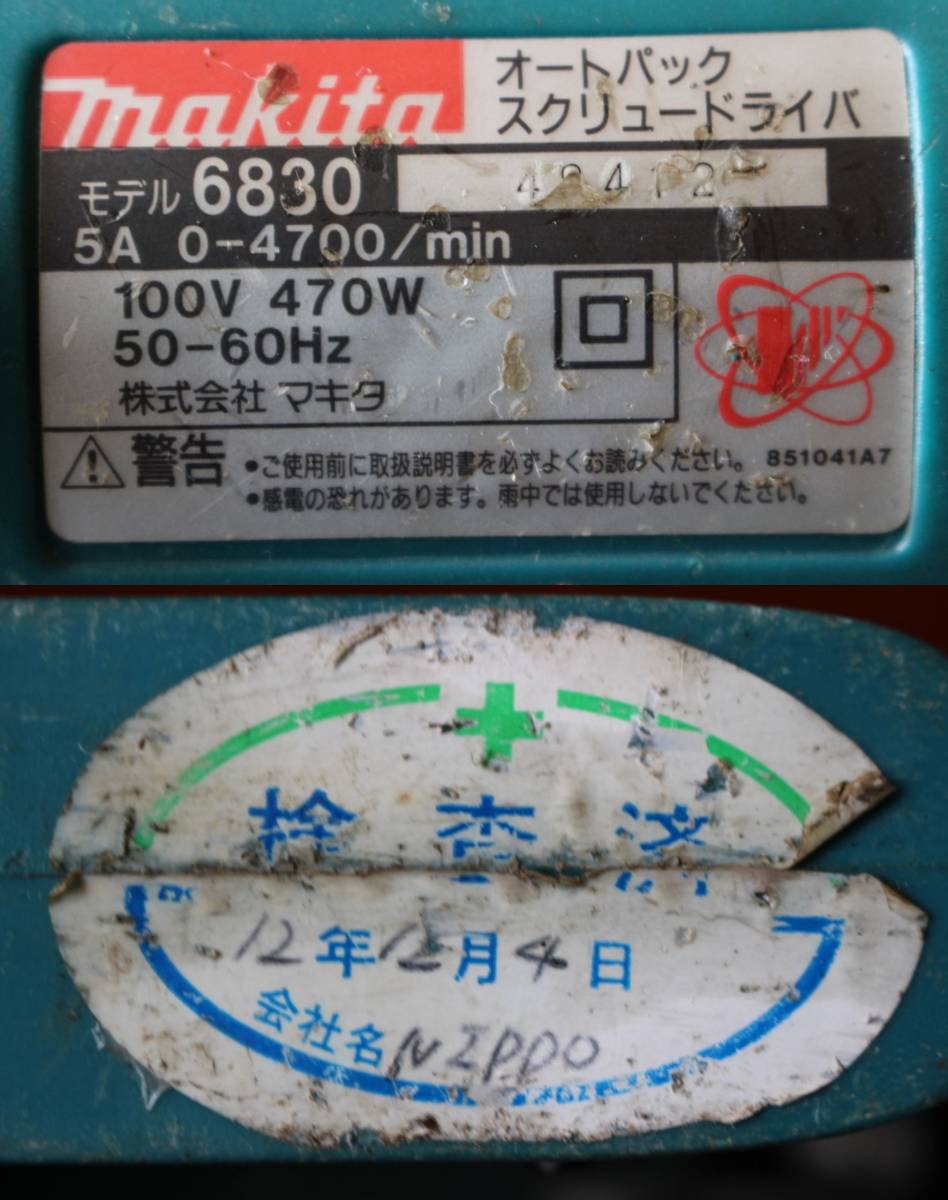 makita
オートパック
スクリュードライバ
モデル 6830
5A 0-4700/min
100V 470W
50-60Hz
株式会社 マキタ
警告
●ご使用前に取扱説明書を必ずよくお読みください。 851041A7
●感電の恐れがあります。雨中では使用しないでください。
検査済
12年12月4日
会社名 NIPPO